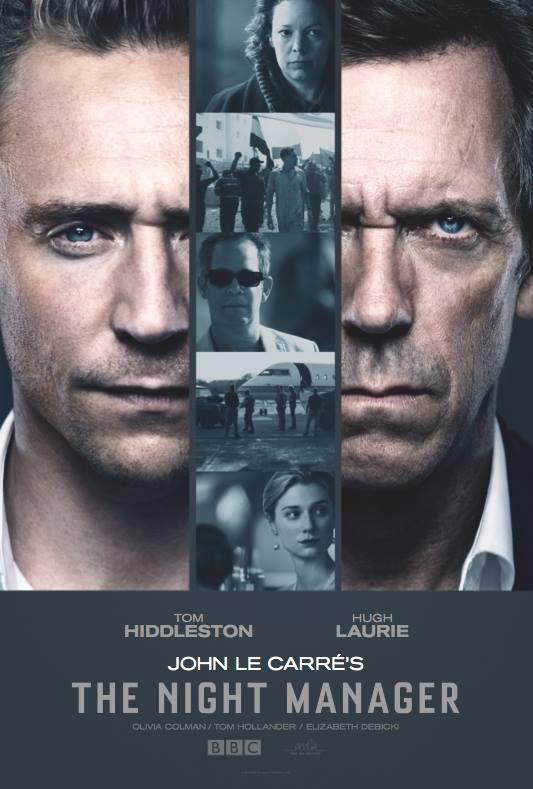 TOM HIDDLESTON
HUGH LAURIE
JOHN LE CARRÉ'S
THE NIGHT MANAGER
OLIVIA COLMAN / TOM HOLLANDER / ELIZABETH DEBICKI
BBC